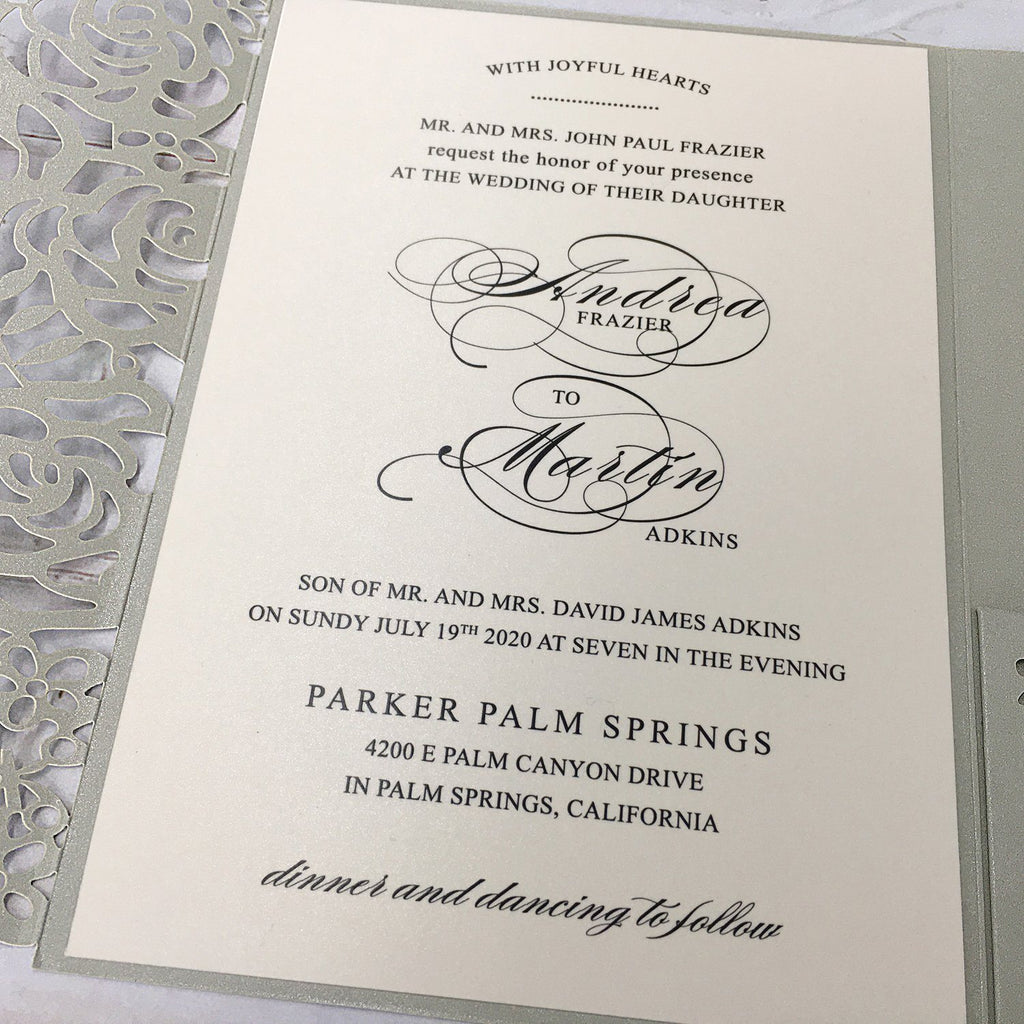 WITH JOYFUL HEARTS
MR. AND MRS. JOHN PAUL FRAZIER
request the honor of your presence
AT THE WEDDING OF THEIR DAUGHTER
Andrea
FRAZIER
TO
Martin
ADKINS
SON OF MR. AND MRS. DAVID JAMES ADKINS
ON SUNDY JULY 19TH 2020 AT SEVEN IN THE EVENING
PARKER PALM SPRINGS
4200 E PALM CANYON DRIVE
IN PALM SPRINGS, CALIFORNIA
dinner and dancing to follow